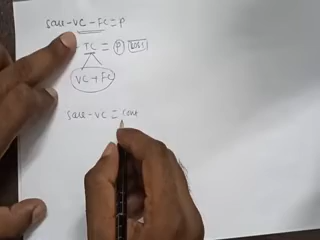 Sale - VC - FC = P
- TC = P Loss
VC + FC
Sale - VC = Cont